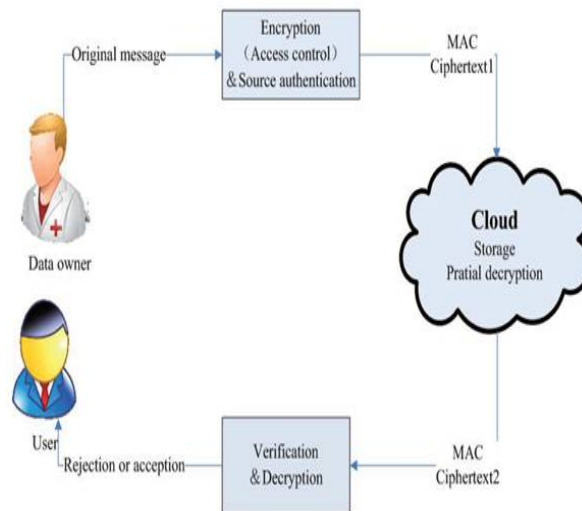 Original message
Encryption
（Access control）
& Source authentication
MAC
Ciphertext1
Data owner
Cloud
Storage
Pratial decryption
User
Rejection or acception
Verification
& Decryption
MAC
Ciphertext2